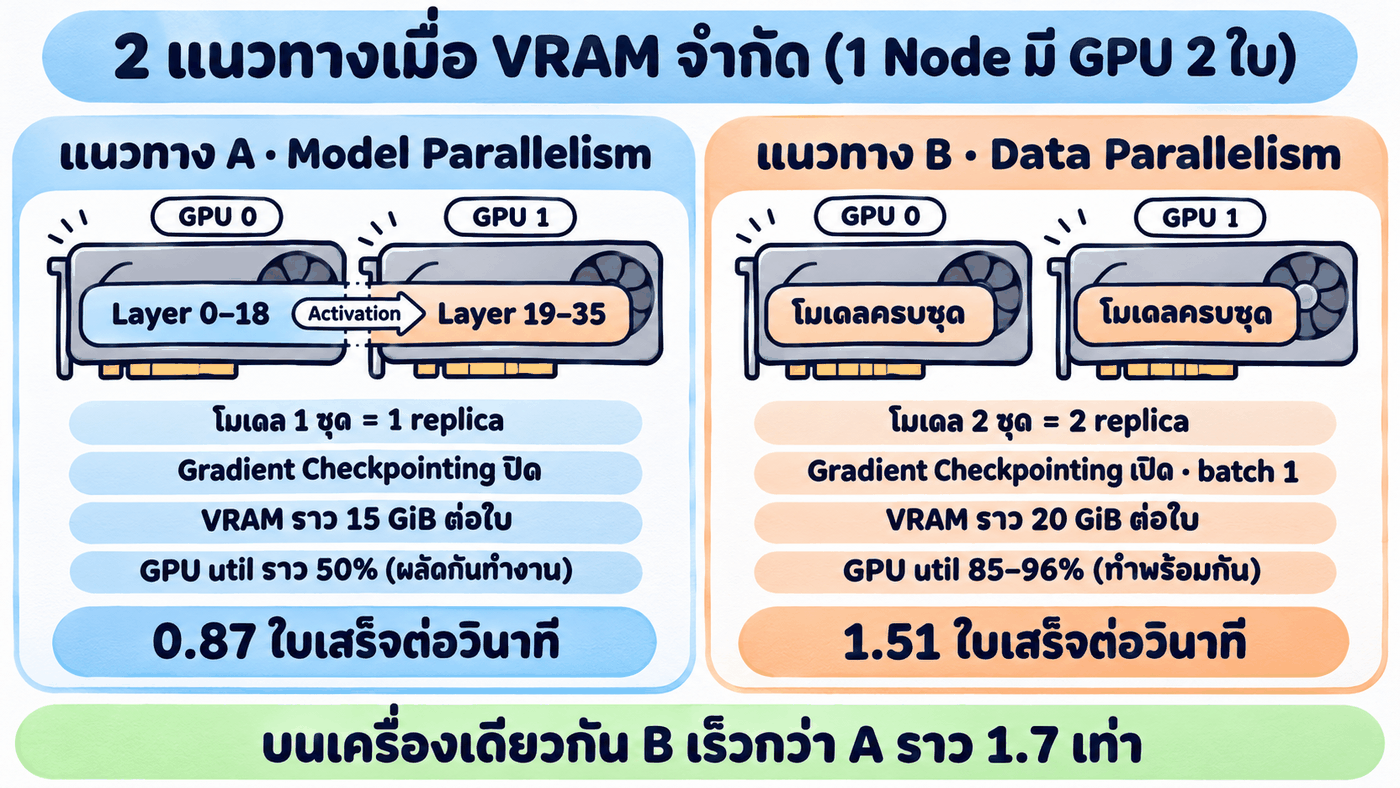 2 แนวทางเมื่อ VRAM จำกัด (1 Node มี GPU 2 ใบ)
แนวทาง A · Model Parallelism
GPU 0
GPU 1
Layer 0–18
Activation
Layer 19–35
โมเดล 1 ชุด = 1 replica
Gradient Checkpointing ปิด
VRAM ราว 15 GiB ต่อใบ
GPU util ราว 50% (ผลัดกันทำงาน)
0.87 ใบเสร็จต่อวินาที
แนวทาง B · Data Parallelism
GPU 0
GPU 1
โมเดลครบชุด
โมเดลครบชุด
โมเดล 2 ชุด = 2 replica
Gradient Checkpointing เปิด · batch 1
VRAM ราว 20 GiB ต่อใบ
GPU util 85–96% (ทำพร้อมกัน)
1.51 ใบเสร็จต่อวินาที
บนเครื่องเดียวกัน B เร็วกว่า A ราว 1.7 เท่า